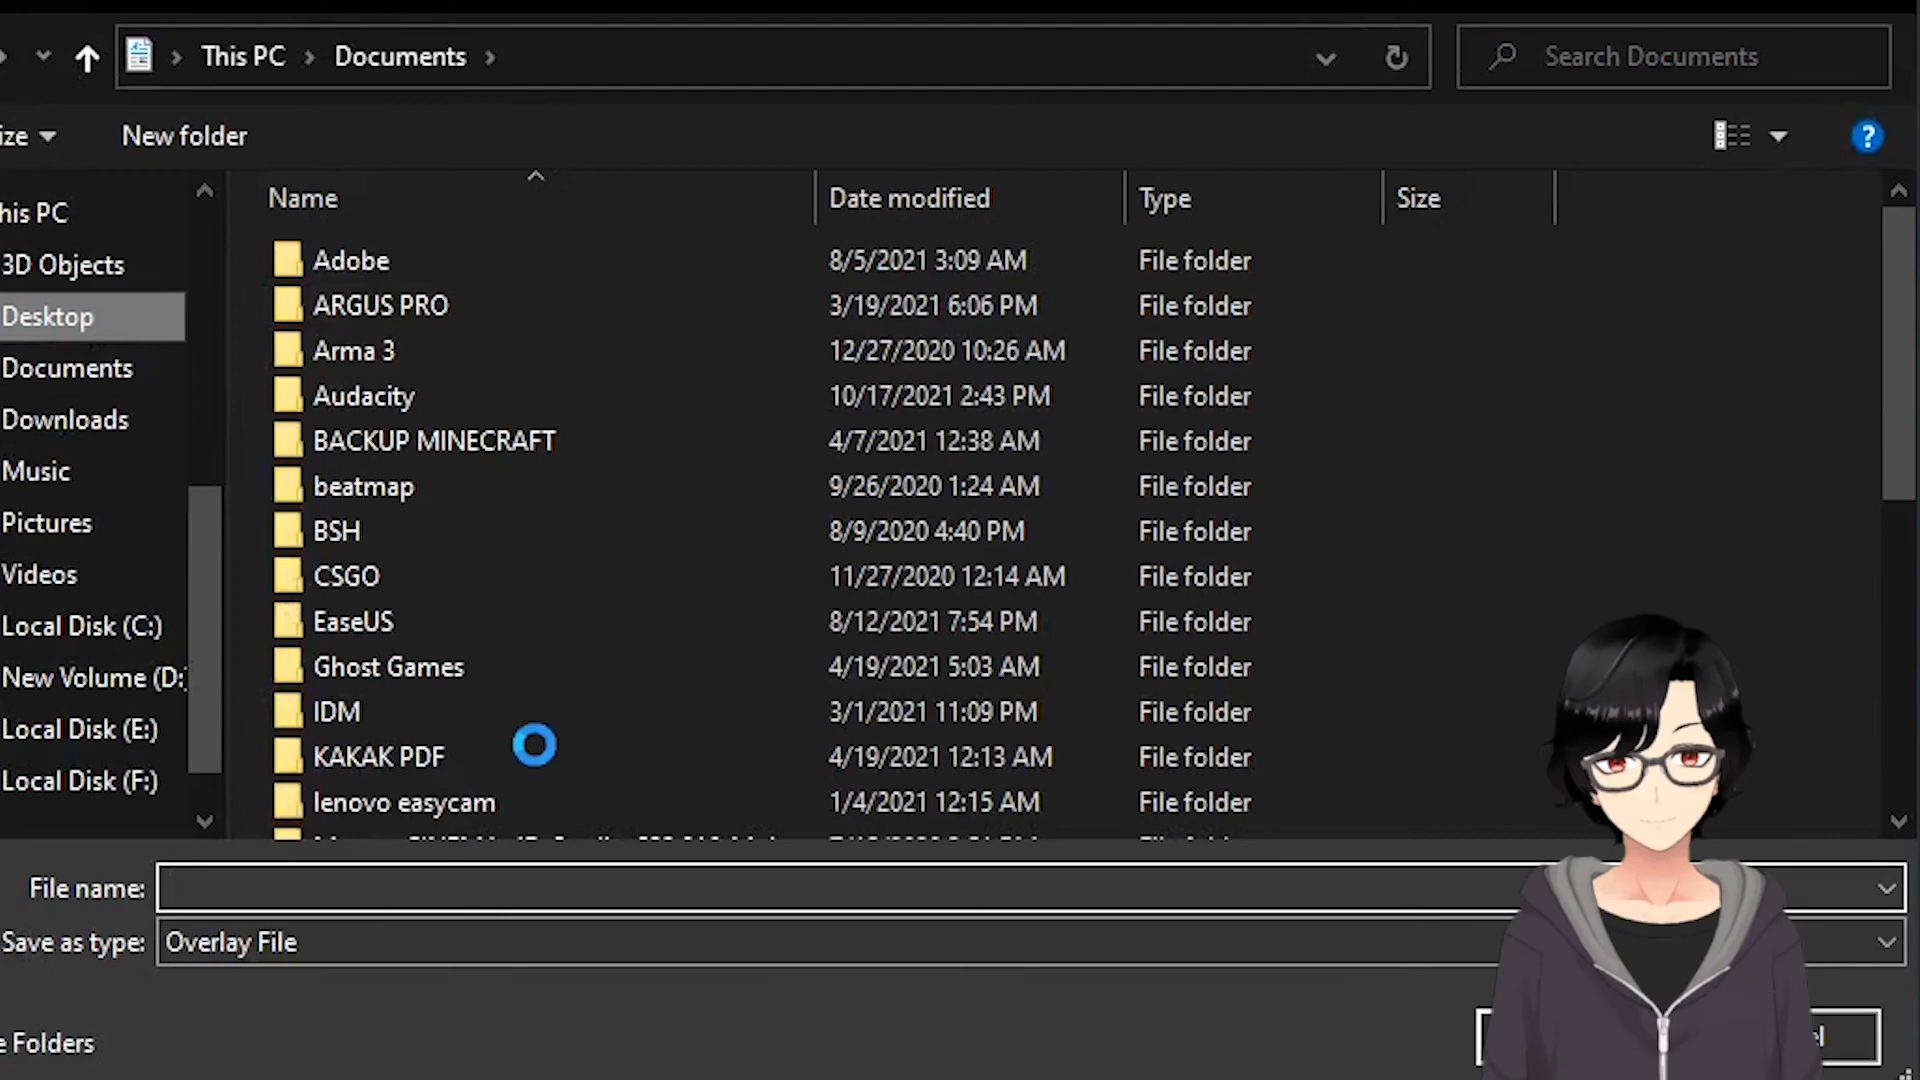 This PC > Documents >
Search Documents
ize
New folder
?
Name
Date modified
Type
Size
his PC
3D Objects
Desktop
Documents
Downloads
Music
Pictures
Videos
Local Disk (C:)
New Volume (D:)
Local Disk (E:)
Local Disk (F:)
Adobe 8/5/2021 3:09 AM File folder
ARGUS PRO 3/19/2021 6:06 PM File folder
Arma 3 12/27/2020 10:26 AM File folder
Audacity 10/17/2021 2:43 PM File folder
BACKUP MINECRAFT 4/7/2021 12:38 AM File folder
beatmap 9/26/2020 1:24 AM File folder
BSH 8/9/2020 4:40 PM File folder
CSGO 11/27/2020 12:14 AM File folder
EaseUS 8/12/2021 7:54 PM File folder
Ghost Games 4/19/2021 5:03 AM File folder
IDM 3/1/2021 11:09 PM File folder
KAKAK PDF 4/19/2021 12:13 AM File folder
lenovo easycam 1/4/2021 12:15 AM File folder
File name:
Save as type: Overlay File
e Folders
el